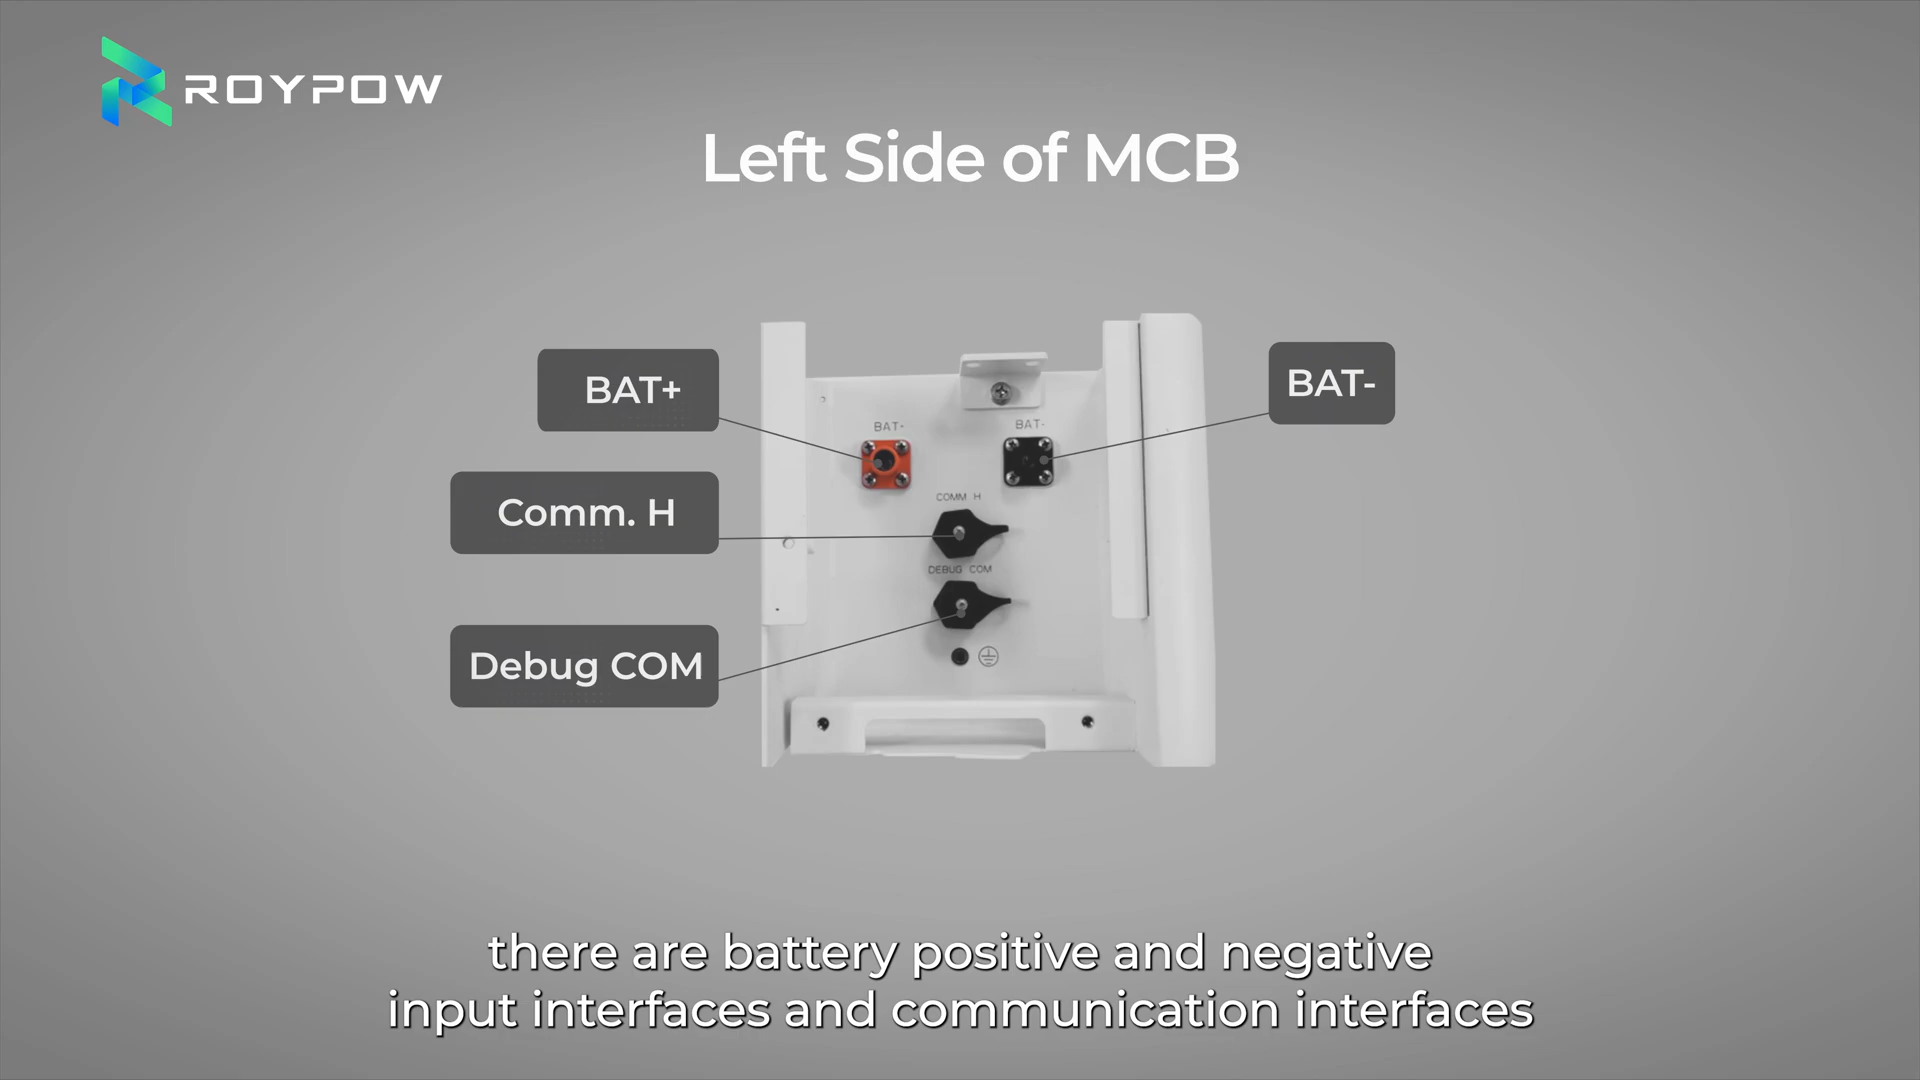 ROYPOW
Left Side of MCB
BAT+
BAT-
BAT-
BAT-
Comm. H
COMM H
DEBUG COM
Debug COM
there are battery positive and negative
input interfaces and communication interfaces